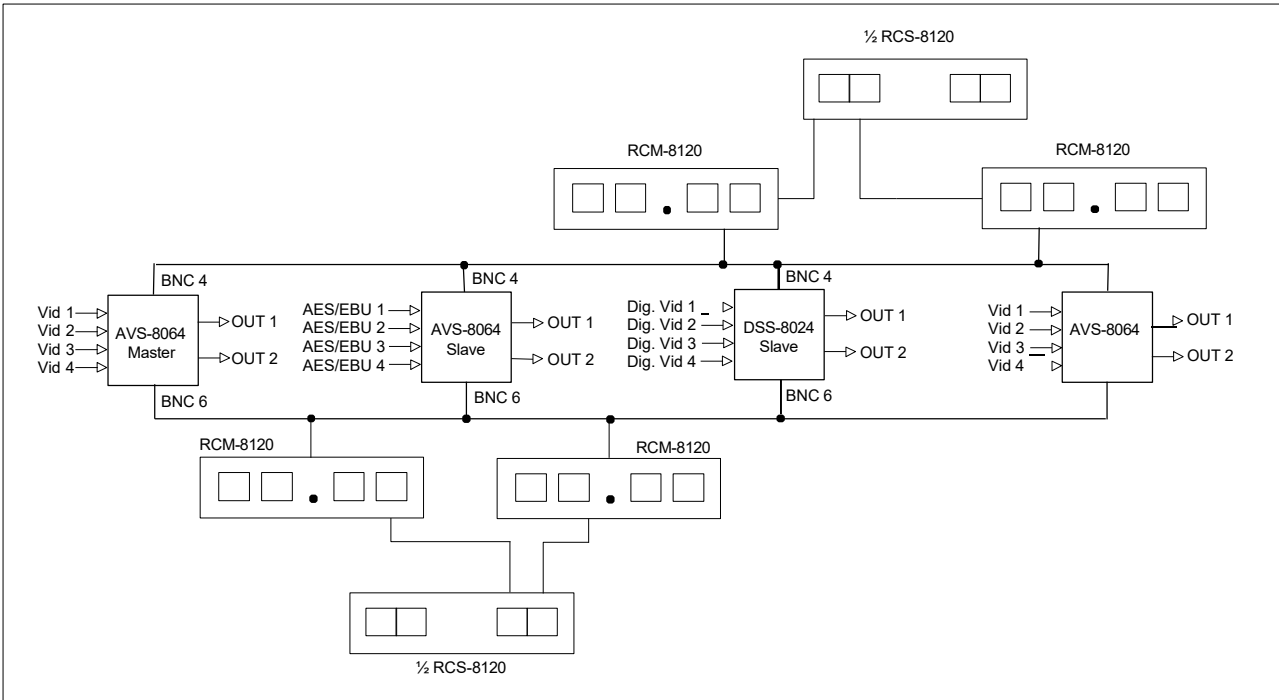 ½ RCS-8120
RCM-8120
RCM-8120
BNC 4
BNC 4
BNC 4
Vid 1
Vid 2
Vid 3
Vid 4
AVS-8064
Master
OUT 1
OUT 2
AES/EBU 1
AES/EBU 2
AES/EBU 3
AES/EBU 4
AVS-8064
Slave
OUT 1
OUT 2
Dig. Vid 1
Dig. Vid 2
Dig. Vid 3
Dig. Vid 4
DSS-8024
Slave
OUT 1
OUT 2
Vid 1
Vid 2
Vid 3
Vid 4
AVS-8064
OUT 1
OUT 2
BNC 6
BNC 6
BNC 6
RCM-8120
RCM-8120
½ RCS-8120